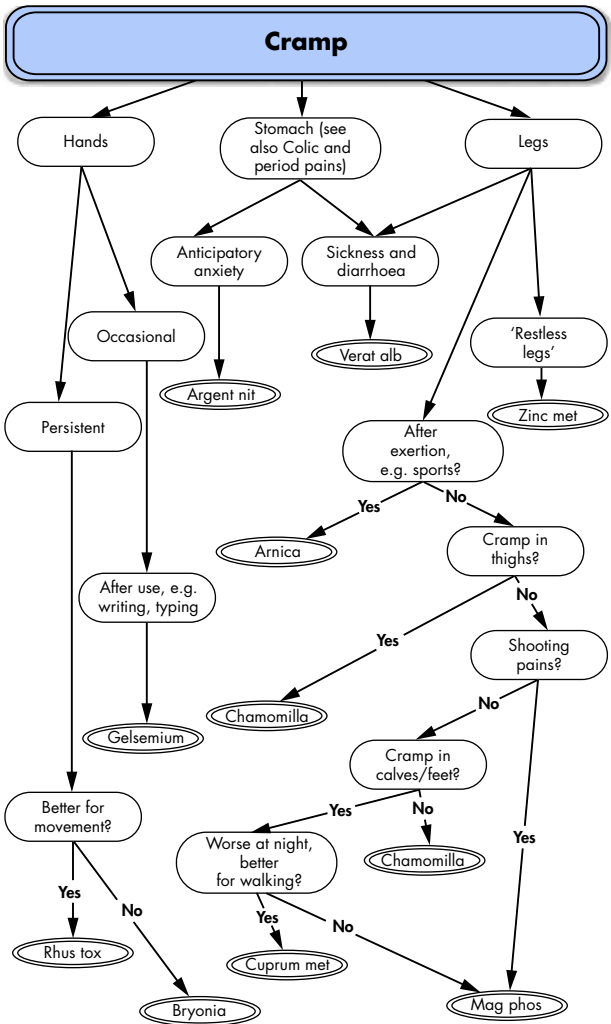 Cramp
Hands
Stomach (see
also Colic and
period pains)
Legs
Anticipatory
anxiety
Sickness and
diarrhoea
Occasional
'Restless
legs'
Verat alb
Argent nit
Zinc met
Persistent
After
exertion,
e.g. sports?
Yes
No
Arnica
Cramp in
thighs?
After use, e.g.
writing, typing
No
Yes
Shooting
pains?
Chamomilla
No
Gelsemium
Cramp in
calves/feet?
Better for
movement?
Yes
No
Yes
Worse at night,
better
for walking?
Chamomilla
Yes
No
Yes
No
Rhus tox
Cuprum met
Bryonia
Mag phos